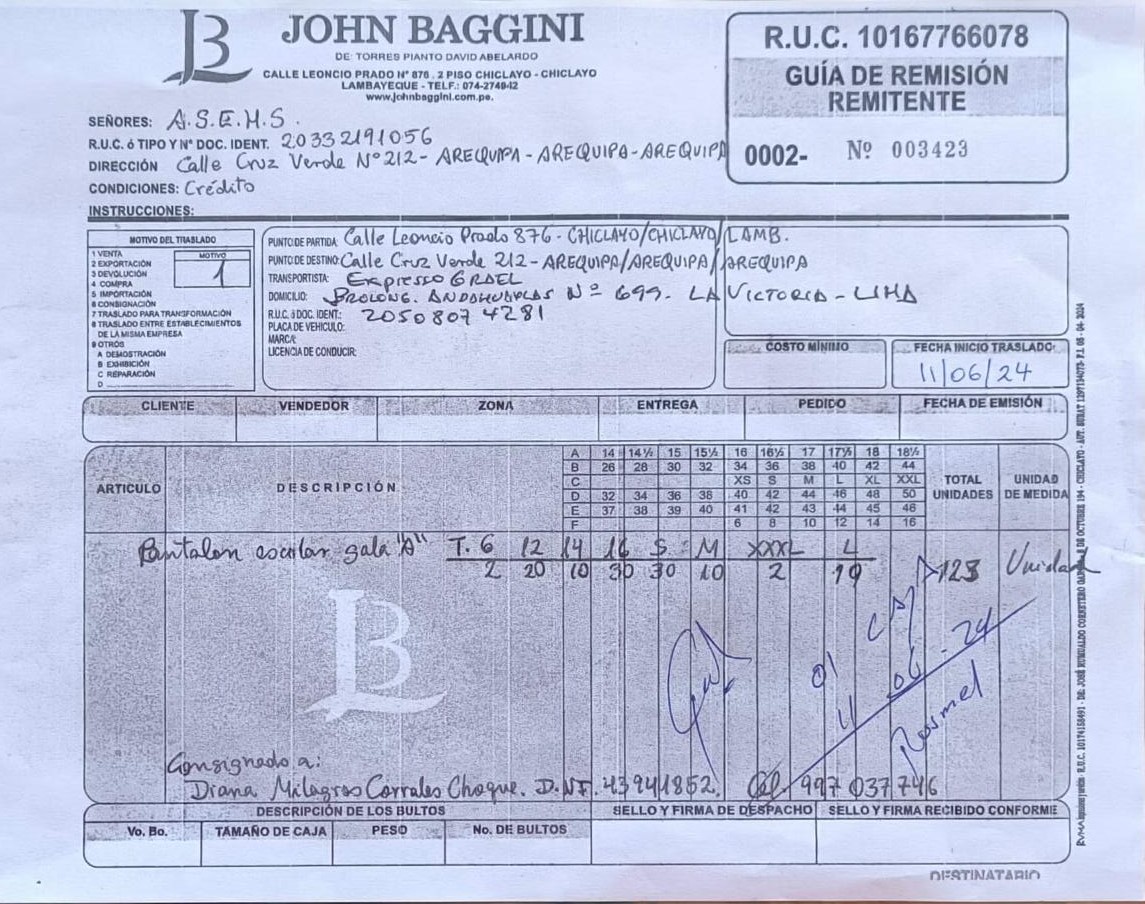 JOHN BAGGINI
DE: TORRES PIANTO DAVID ABELARDO
CALLE LEONCIO PRADO Nº 876 . 2 PISO CHICLAYO - CHICLAYO
LAMBAYEQUE - TELF.: 074-274842
www.johnbaggini.com.pe.
R.U.C. 10167766078
GUÍA DE REMISIÓN
REMITENTE
0002- Nº 003423
SEÑORES: A.S.E.M.S.
R.U.C. ó TIPO Y Nº DOC. IDENT. 20332191056
DIRECCIÓN Calle Cruz Verde Nº 212 - AREQUIPA - AREQUIPA - AREQUIPA
CONDICIONES: Crédito
INSTRUCCIONES:
MOTIVO DEL TRASLADO
MOTIVO
1
1 VENTA
2 EXPORTACIÓN
3 DEVOLUCIÓN
4 COMPRA
5 IMPORTACIÓN
6 CONSIGNACIÓN
7 TRASLADO PARA TRANSFORMACIÓN
8 TRASLADO ENTRE ESTABLECIMIENTOS
DE LA MISMA EMPRESA
9 OTROS
A DEMOSTRACIÓN
B EXHIBICIÓN
C REPARACIÓN
D
PUNTO DE PARTIDA: Calle Leoncio Prado 876 - CHICLAYO/CHICLAYO/LAMB.
PUNTO DE DESTINO: Calle Cruz Verde 212 - AREQUIPA/AREQUIPA/AREQUIPA
TRANSPORTISTA: Expresso GRAEL
DOMICILIO: PROLONG. ANDAHUAYLAS Nº 699. LA VICTORIA - LIMA
R.U.C. ó DOC. IDENT.: 20508074281
PLACA DE VEHICULO:
MARCA:
LICENCIA DE CONDUCIR:
COSTO MÍNIMO
FECHA INICIO TRASLADO:
11/06/24
CLIENTE VENDEDOR ZONA ENTREGA PEDIDO FECHA DE EMISIÓN
ARTICULO DESCRIPCIÓN TOTAL UNIDADES UNIDAD DE MEDIDA
A 14 14½ 15 15½ 16 16½ 17 17½ 18 18½
B 26 28 30 32 34 36 38 40 42 44
C XS S M L XL XXL
D 32 34 36 38 40 42 44 46 48 50
E 37 38 39 40 41 42 43 44 45 46
F 6 8 10 12 14 16
Pantalon escolar gala "A" T. 6 12 14 16 S M XXXL L
2 20 10 30 30 10 2 19 123 Unidad
01 CAJA
11 06 - 24
Rosmel
Consignado a:
Diana Milagros Corrales Choque. D.NI. 43941852. Cel. 997 037 746
DESCRIPCIÓN DE LOS BULTOS SELLO Y FIRMA DE DESPACHO SELLO Y FIRMA RECIBIDO CONFORME
Vo. Bo. TAMAÑO DE CAJA PESO No. DE BULTOS
DESTINATARIO